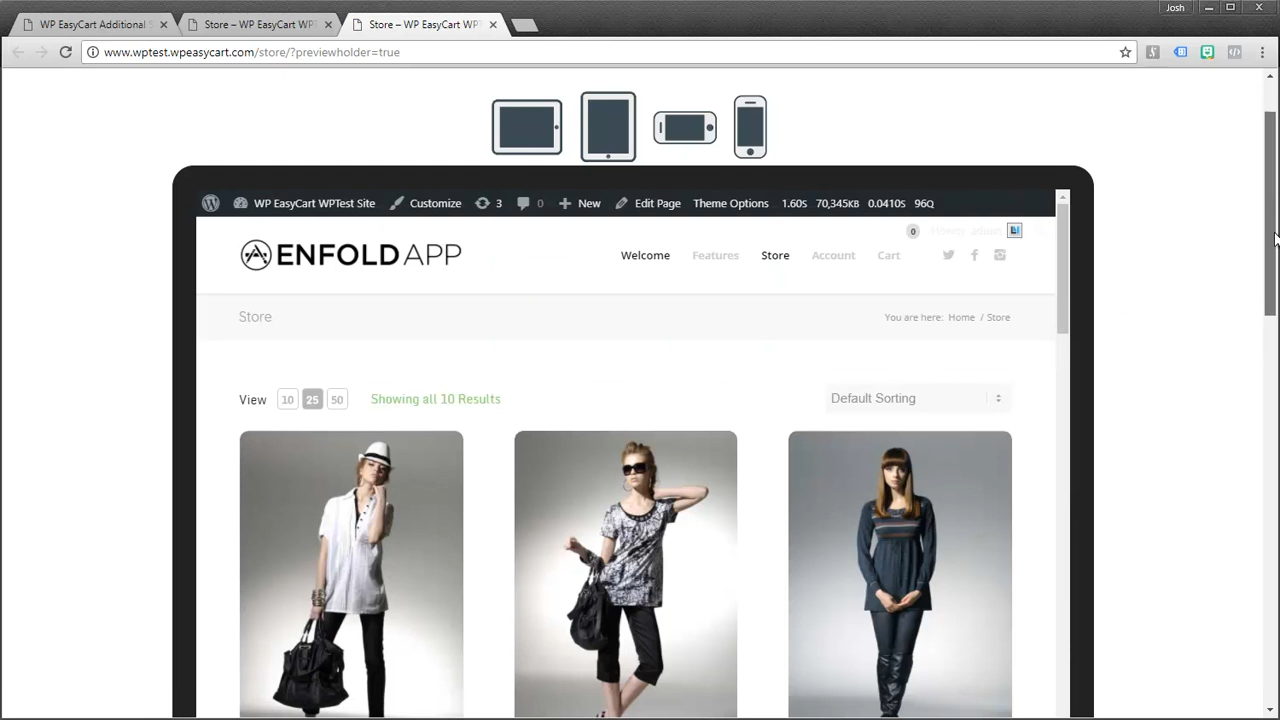 Josh
WP EasyCart Additional S
Store – WP EasyCart WPT
Store – WP EasyCart WPT
www.wptest.wpeasycart.com/store/?previewholder=true
WP EasyCart WPTest Site Customize 3 0 New Edit Page Theme Options 1.60S 70,345KB 0.0410S 96Q
0
ENFOLD APP
Welcome Features Store Account Cart
Store
You are here: Home / Store
View 10 25 50 Showing all 10 Results
Default Sorting